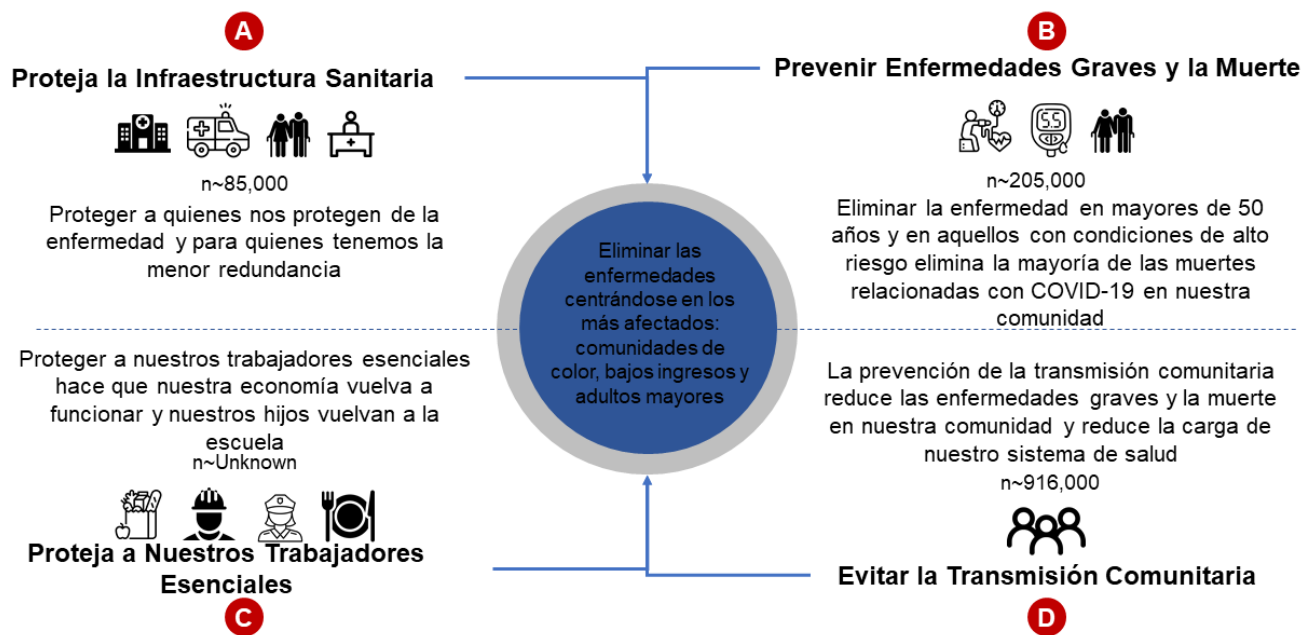 A
Proteja la Infraestructura Sanitaria
n~85,000
Proteger a quienes nos protegen de la
enfermedad y para quienes tenemos la
menor redundancia
B
Prevenir Enfermedades Graves y la Muerte
5.5
n~205,000
Eliminar la enfermedad en mayores de 50
años y en aquellos con condiciones de alto
riesgo elimina la mayoría de las muertes
relacionadas con COVID-19 en nuestra
comunidad
Eliminar las
enfermedades
centrándose en los
más afectados:
comunidades de
color, bajos ingresos y
adultos mayores
Proteger a nuestros trabajadores esenciales
hace que nuestra economía vuelva a
funcionar y nuestros hijos vuelvan a la
escuela
n~Unknown
Proteja a Nuestros Trabajadores
Esenciales
C
La prevención de la transmisión comunitaria
reduce las enfermedades graves y la muerte
en nuestra comunidad y reduce la carga de
nuestro sistema de salud
n~916,000
Evitar la Transmisión Comunitaria
D